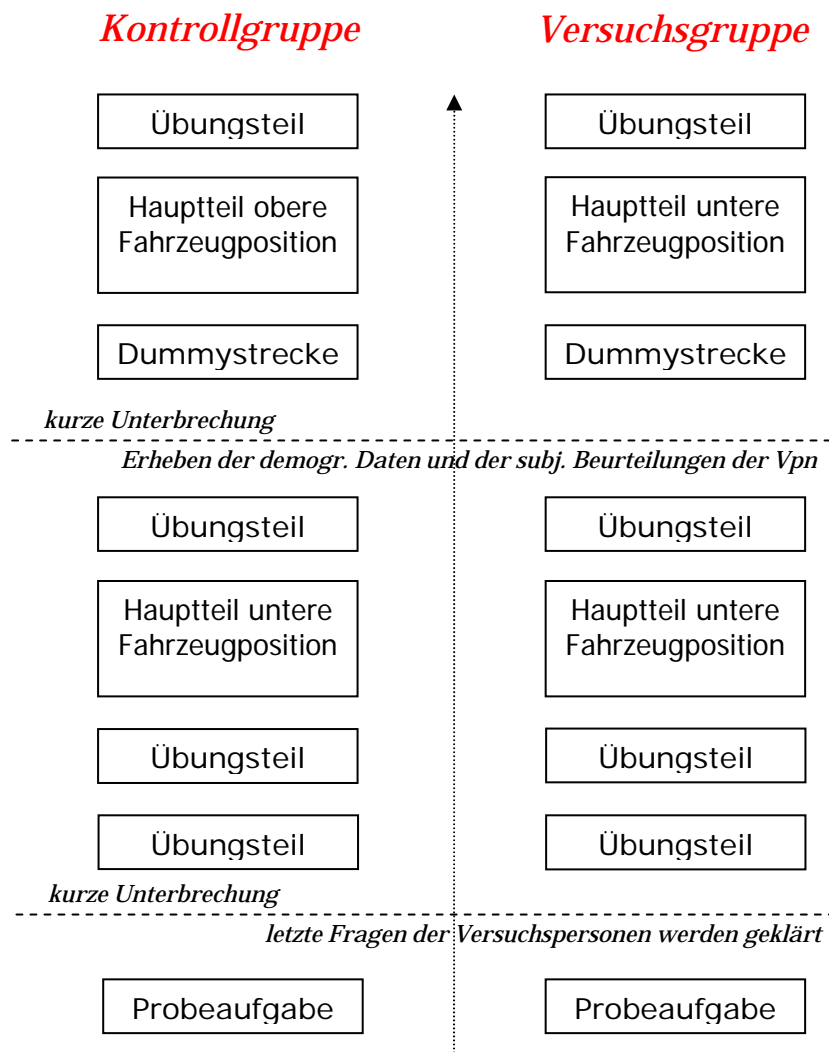 Kontrollgruppe Versuchsgruppe
Übungsteil Übungsteil
Hauptteil obere Hauptteil untere
Fahrzeugposition Fahrzeugposition
Dummystrecke Dummystrecke
kurze Unterbrechung
Erheben der demogr. Daten und der subj. Beurteilungen der Vpn
Übungsteil Übungsteil
Hauptteil untere Hauptteil untere
Fahrzeugposition Fahrzeugposition
Übungsteil Übungsteil
Übungsteil Übungsteil
kurze Unterbrechung
letzte Fragen der Versuchspersonen werden geklärt
Probeaufgabe Probeaufgabe